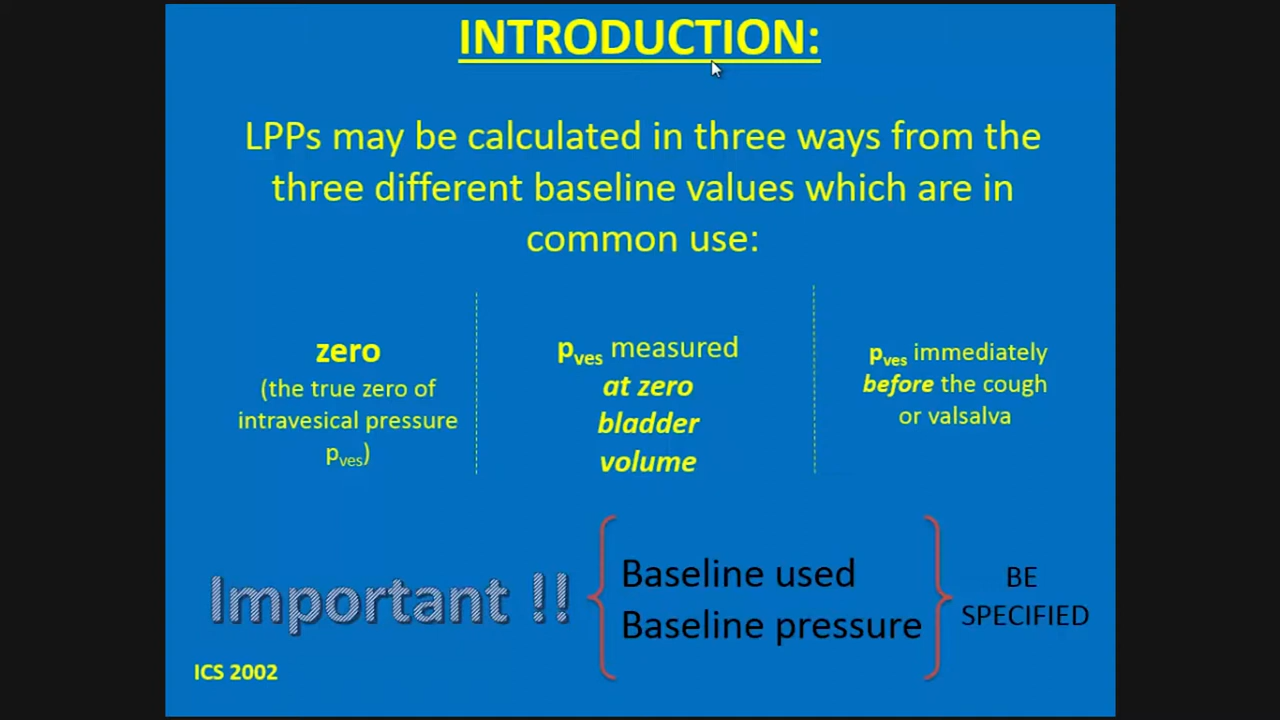 INTRODUCTION:
LPPs may be calculated in three ways from the
three different baseline values which are in
common use:
zero
(the true zero of
intravesical pressure
pves)
pves measured
at zero
bladder
volume
pves immediately
before the cough
or valsalva
Important !!
Baseline used
Baseline pressure
BE
SPECIFIED
ICS 2002